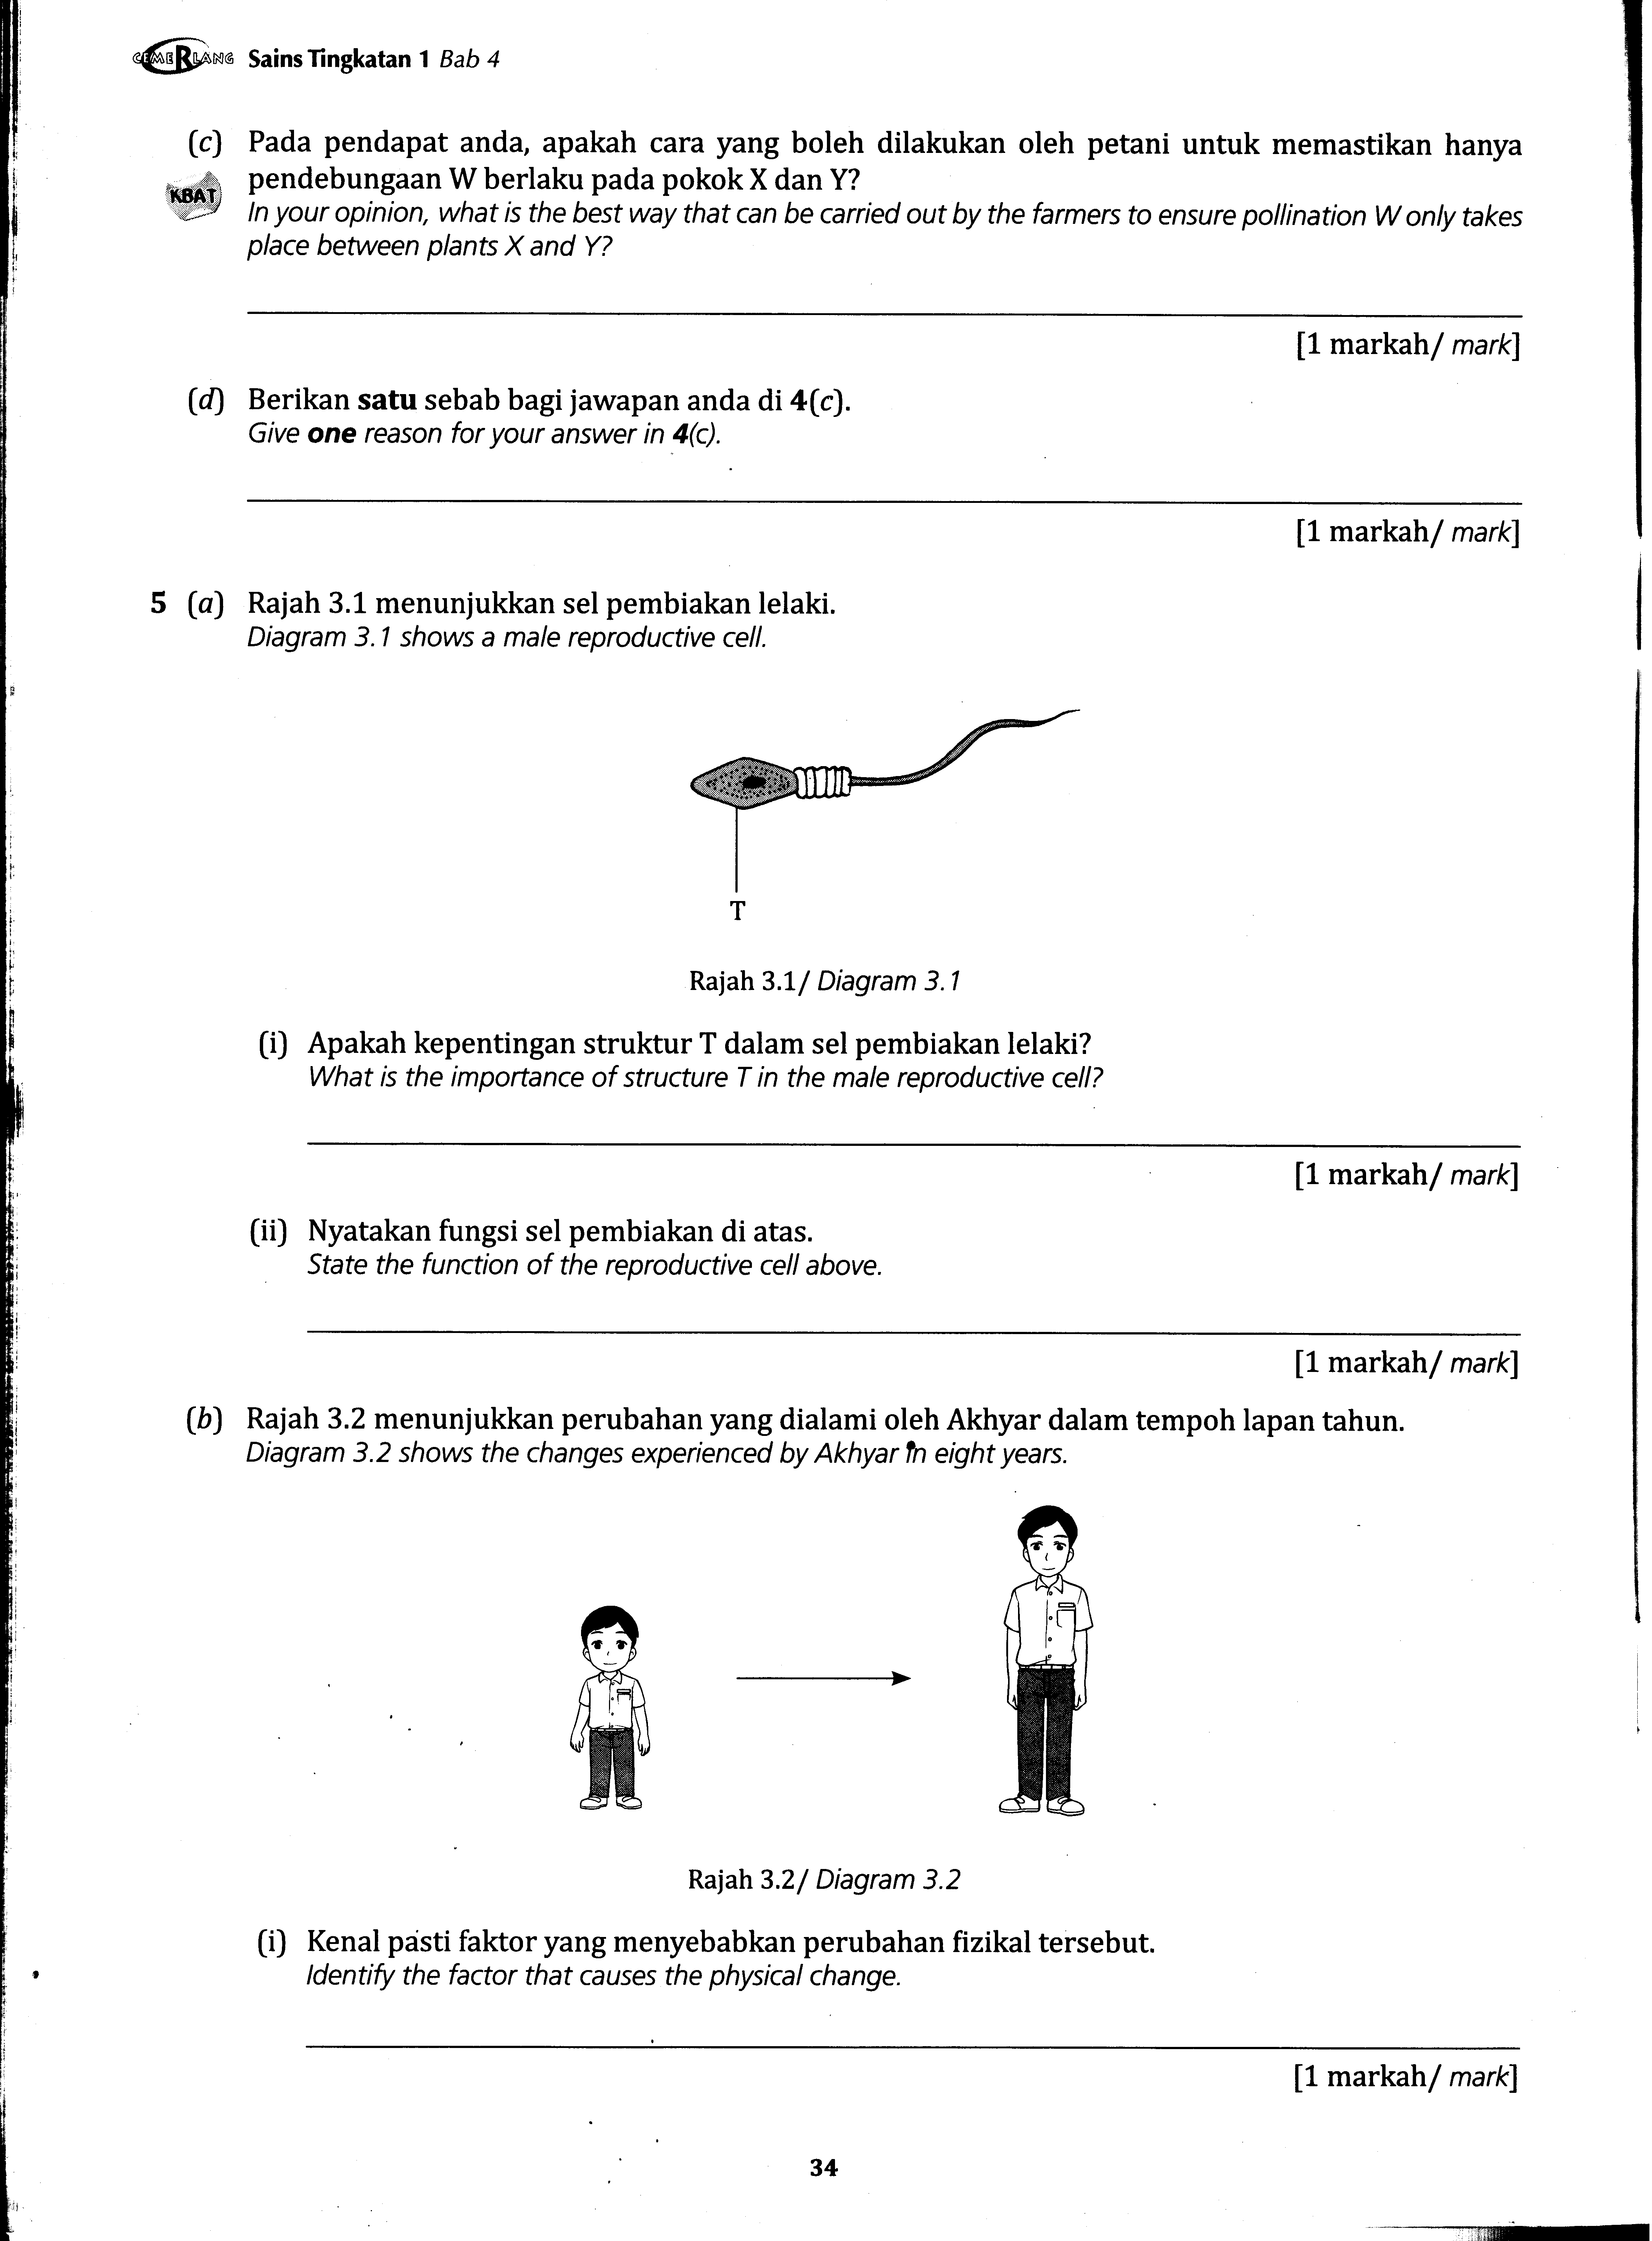 CEMERLANG Sains Tingkatan 1 Bab 4
(c) Pada pendapat anda, apakah cara yang boleh dilakukan oleh petani untuk memastikan hanya
KBAT
pendebungaan W berlaku pada pokok X dan Y?
In your opinion, what is the best way that can be carried out by the farmers to ensure pollination W only takes
place between plants X and Y?
[1 markah/ mark]
(d) Berikan satu sebab bagi jawapan anda di 4(c).
Give one reason for your answer in 4(c).
[1 markah/ mark]
5 (a) Rajah 3.1 menunjukkan sel pembiakan lelaki.
Diagram 3.1 shows a male reproductive cell.
T
Rajah 3.1/ Diagram 3.1
(i) Apakah kepentingan struktur T dalam sel pembiakan lelaki?
What is the importance of structure T in the male reproductive cell?
[1 markah/ mark]
(ii) Nyatakan fungsi sel pembiakan di atas.
State the function of the reproductive cell above.
[1 markah/ mark]
(b) Rajah 3.2 menunjukkan perubahan yang dialami oleh Akhyar dalam tempoh lapan tahun.
Diagram 3.2 shows the changes experienced by Akhyar in eight years.
Rajah 3.2/ Diagram 3.2
(i) Kenal pasti faktor yang menyebabkan perubahan fizikal tersebut.
Identify the factor that causes the physical change.
[1 markah/ mark]
34